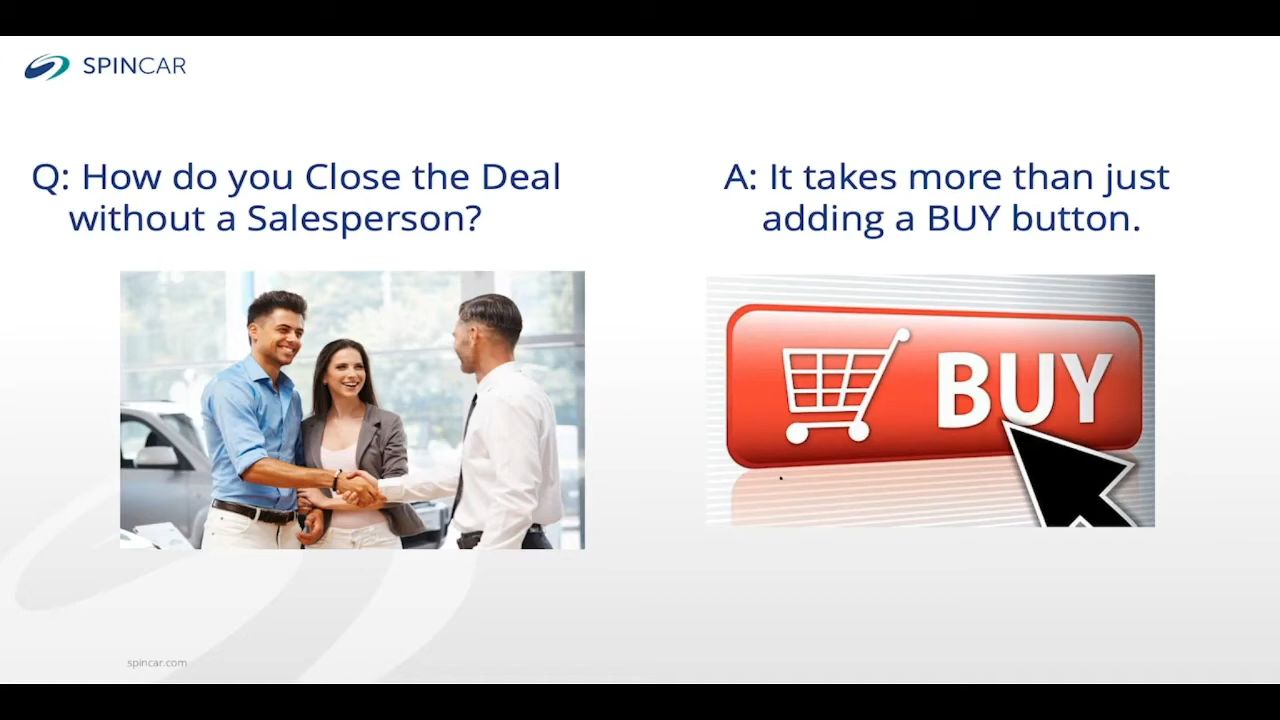 SPINCAR
Q: How do you Close the Deal
without a Salesperson?
A: It takes more than just
adding a BUY button.
BUY
spincar.com